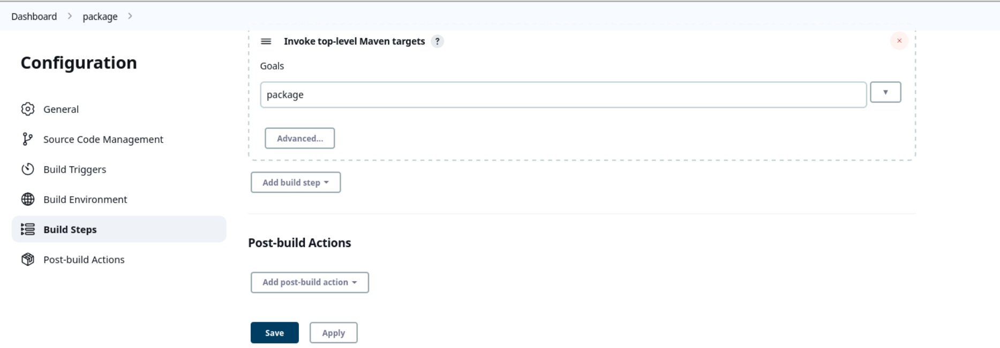 Dashboard > package >
Configuration
General
Source Code Management
Build Triggers
Build Environment
Build Steps
Post-build Actions
Invoke top-level Maven targets ?
Goals
package
Advanced...
Add build step
Post-build Actions
Add post-build action
Save
Apply